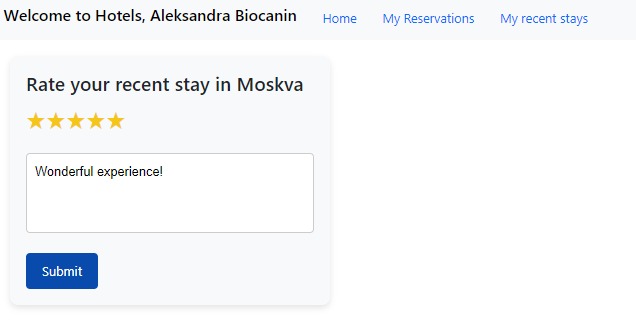 Welcome to Hotels, Aleksandra Biocanin Home My Reservations My recent stays
Rate your recent stay in Moskva
Wonderful experience!
Submit